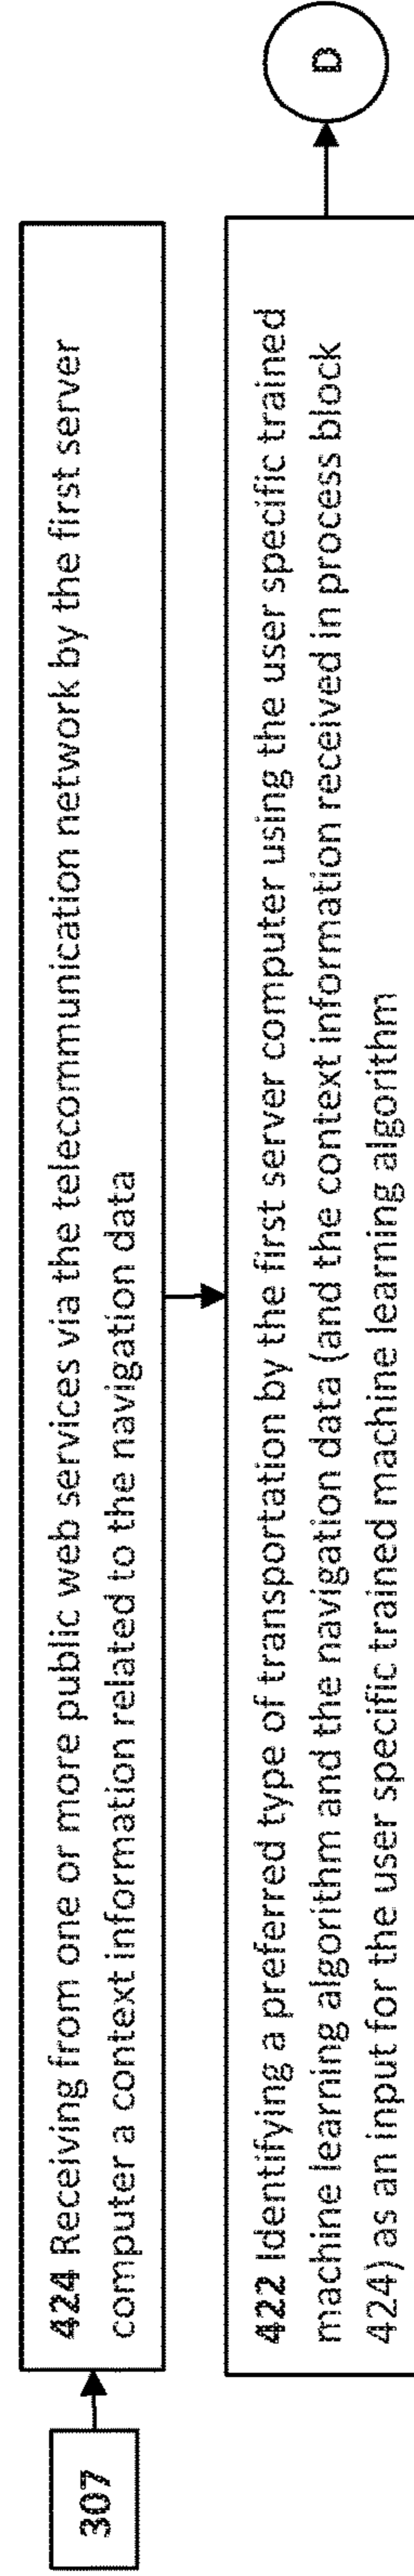 307
424 Receiving from one or more public web services via the telecommunication network by the first server
computer a context information related to the navigation data
422 Identifying a preferred type of transportation by the first server computer using the user specific trained
machine learning algorithm and the navigation data (and the context information received in process block
424) as an input for the user specific trained machine learning algorithm
D